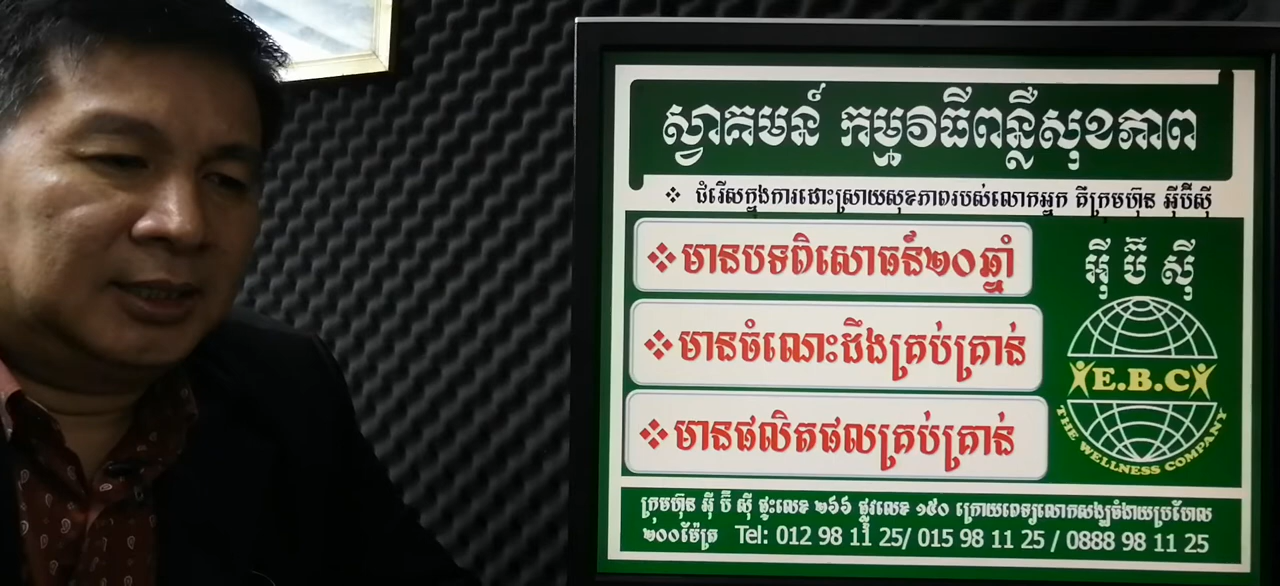 ស្វាគមន៍ កម្មវិធីពន្លឺសុខភាព
❖ ជំរើសក្នុងការដោះស្រាយសុខភាពរបស់លោកអ្នក គឺក្រុមហ៊ុន អ៊ីប៊ីស៊ី
❖មានបទពិសោធន៍២០ឆ្នាំ
❖មានចំណេះដឹងគ្រប់គ្រាន់
❖មានផលិតផលគ្រប់គ្រាន់
អ៊ី ប៊ី ស៊ី
E.B.C
THE WELLNESS COMPANY
ក្រុមហ៊ុន អ៊ី ប៊ី ស៊ី ផ្ទះលេខ ២៦៦ ផ្លូវលេខ ១៥០ ក្រោយពេទ្យលោកសង្ឃចំងាយប្រហែល
២០០ម៉ែត្រ Tel: 012 98 11 25/ 015 98 11 25 / 0888 98 11 25